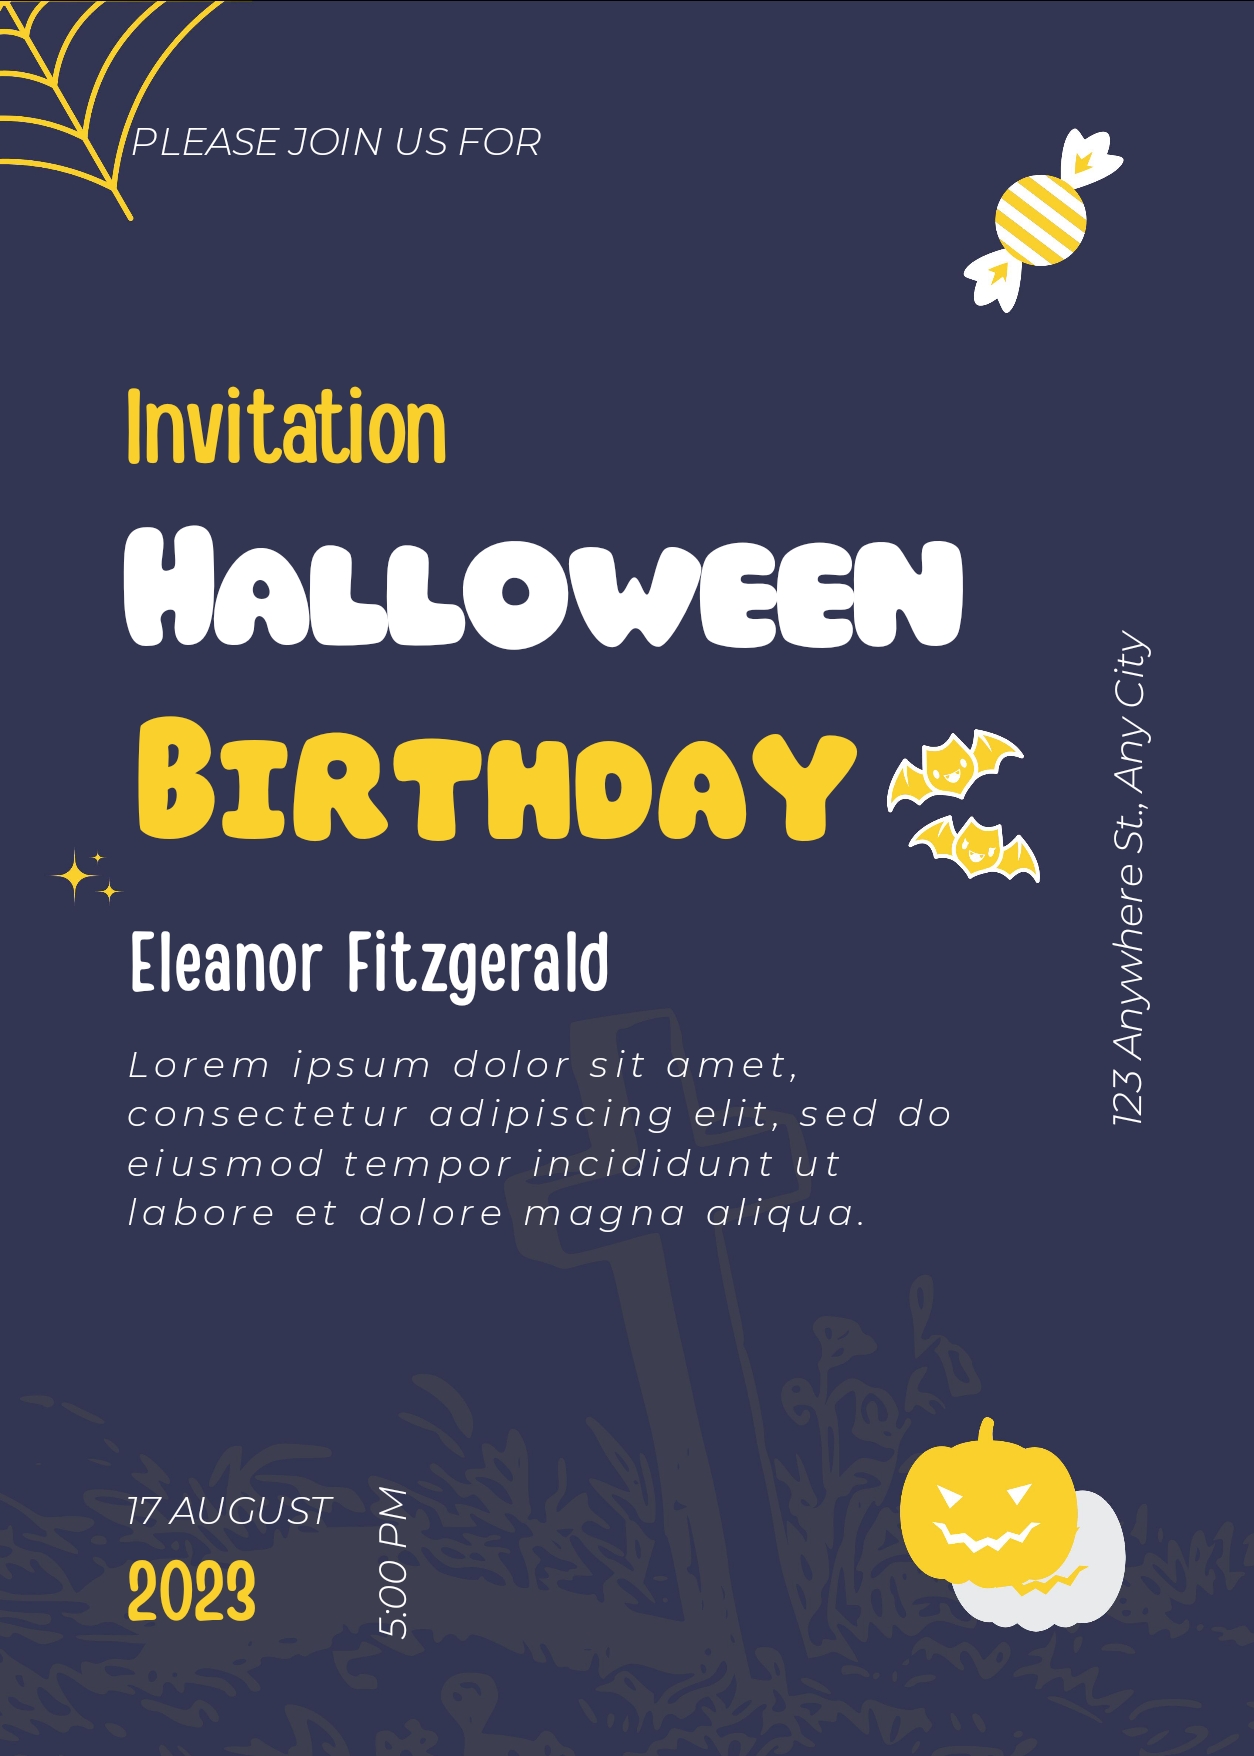 PLEASE JOIN US FOR
Invitation
HALLOWEEN
BIRTHDAY
Eleanor Fitzgerald
Lorem ipsum dolor sit amet,
consectetur adipiscing elit, sed do
eiusmod tempor incididunt ut
labore et dolore magna aliqua.
123 Anywhere St., Any City
17 AUGUST
2023
5:00 PM